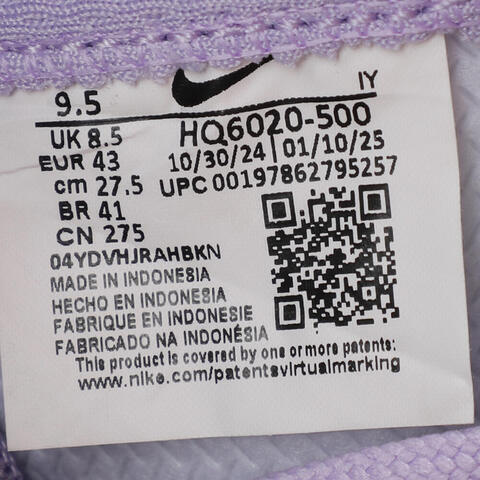 IY
9.5
HQ6020-500
UK 8.5
10/30/24 | 01/10/25
EUR 43
UPC 00197862795257
cm 27.5
BR 41
CN 275
04YDVHJRAHBKN
MADE IN INDONESIA
HECHO EN INDONESIA
FABRIQUE EN INDONESIE
FABRICADO NA INDONÉSIA
This product is covered by one or more patents:
www.nike.com/patentsvirtualmarking